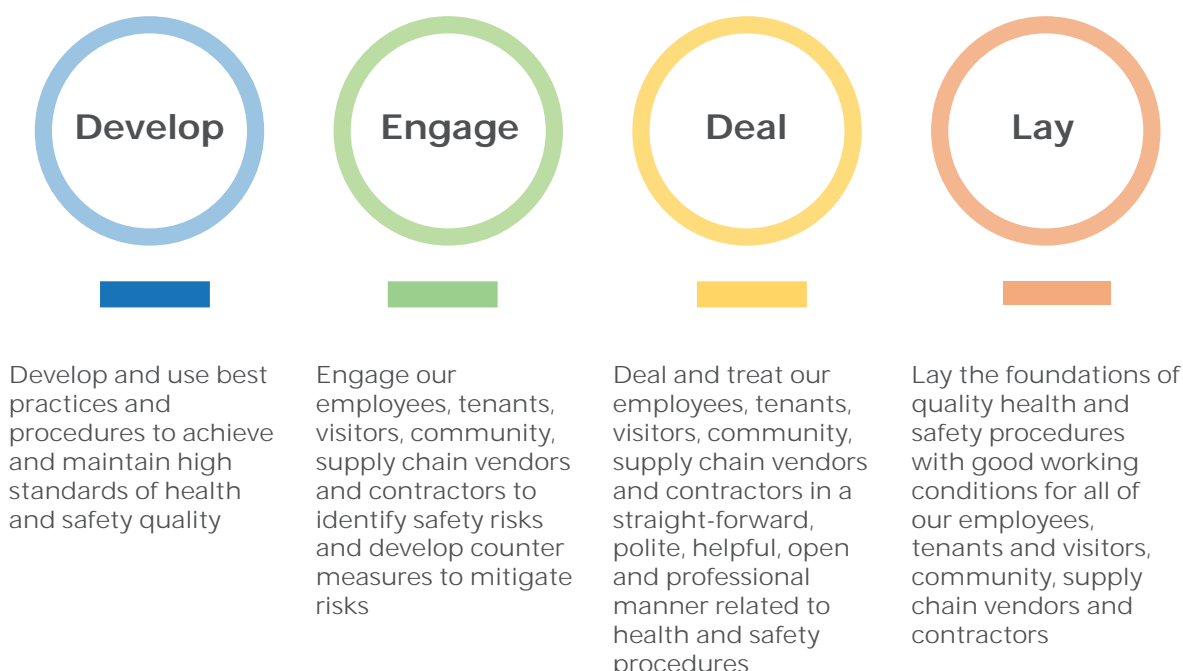 Develop
Engage
Deal
Lay
Develop and use best
practices and
procedures to achieve
and maintain high
standards of health
and safety quality
Engage our
employees, tenants,
visitors, community,
supply chain vendors
and contractors to
identify safety risks
and develop counter
measures to mitigate
risks
Deal and treat our
employees, tenants,
visitors, community,
supply chain vendors
and contractors in a
straight-forward,
polite, helpful, open
and professional
manner related to
health and safety
procedures
Lay the foundations of
quality health and
safety procedures
with good working
conditions for all of
our employees,
tenants and visitors,
community, supply
chain vendors and
contractors